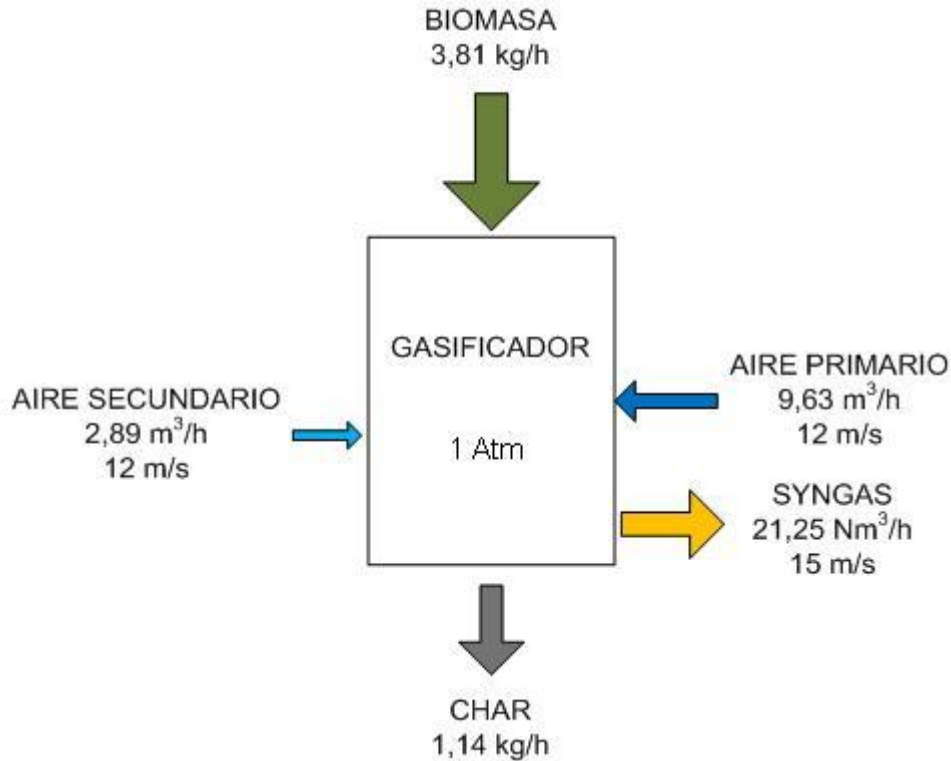 BIOMASA
3,81 kg/h
GASIFICADOR
1 Atm
AIRE SECUNDARIO
2,89 m³/h
12 m/s
AIRE PRIMARIO
9,63 m³/h
12 m/s
SYNGAS
21,25 Nm³/h
15 m/s
CHAR
1,14 kg/h